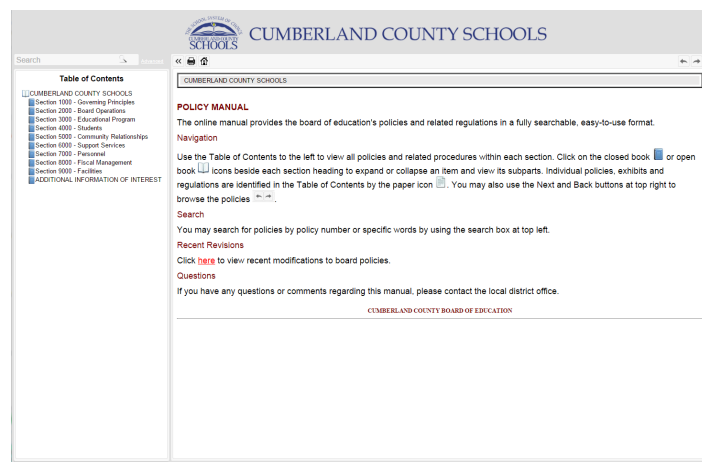 THE SCHOOL SYSTEM OF CHOICE
CUMBERLAND COUNTY
SCHOOLS
CUMBERLAND COUNTY SCHOOLS
Search
Table of Contents
CUMBERLAND COUNTY SCHOOLS
Section 1000 - Governing Principles
Section 2000 - Board Operations
Section 3000 - Educational Program
Section 4000 - Students
Section 5000 - Community Relationships
Section 6000 - Support Services
Section 7000 - Personnel
Section 8000 - Fiscal Management
Section 9000 - Facilities
ADDITIONAL INFORMATION OF INTEREST
CUMBERLAND COUNTY SCHOOLS
POLICY MANUAL
The online manual provides the board of education's policies and related regulations in a fully searchable, easy-to-use format.
Navigation
Use the Table of Contents to the left to view all policies and related procedures within each section. Click on the closed book or open
book icons beside each section heading to expand or collapse an item and view its subparts. Individual policies, exhibits and
regulations are identified in the Table of Contents by the paper icon . You may also use the Next and Back buttons at top right to
browse the policies .
Search
You may search for policies by policy number or specific words by using the search box at top left.
Recent Revisions
Click here to view recent modifications to board policies.
Questions
If you have any questions or comments regarding this manual, please contact the local district office.
CUMBERLAND COUNTY BOARD OF EDUCATION